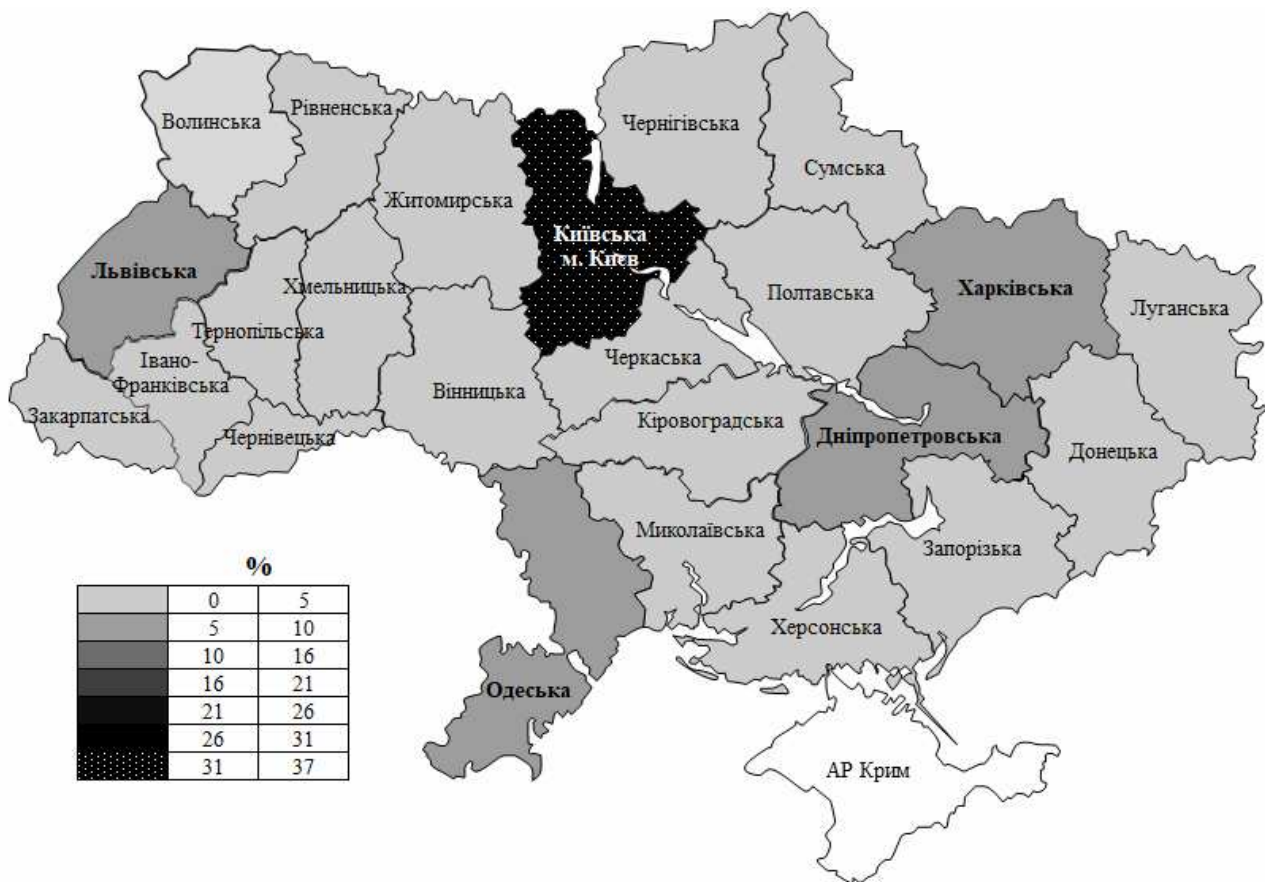 Волинська
Рівненська
Житомирська
Чернігівська
Сумська
Київська
м. Києв
Львівська
Хмельницька
Тернопільська
Івано-
Франківська
Закарпатська
Чернівецька
Вінницька
Черкаська
Полтавська
Харківська
Луганська
Кіровоградська
Дніпропетровська
Донецька
Миколаївська
Запорізька
Херсонська
Одеська
АР Крим
%
0 5
5 10
10 16
16 21
21 26
26 31
31 37